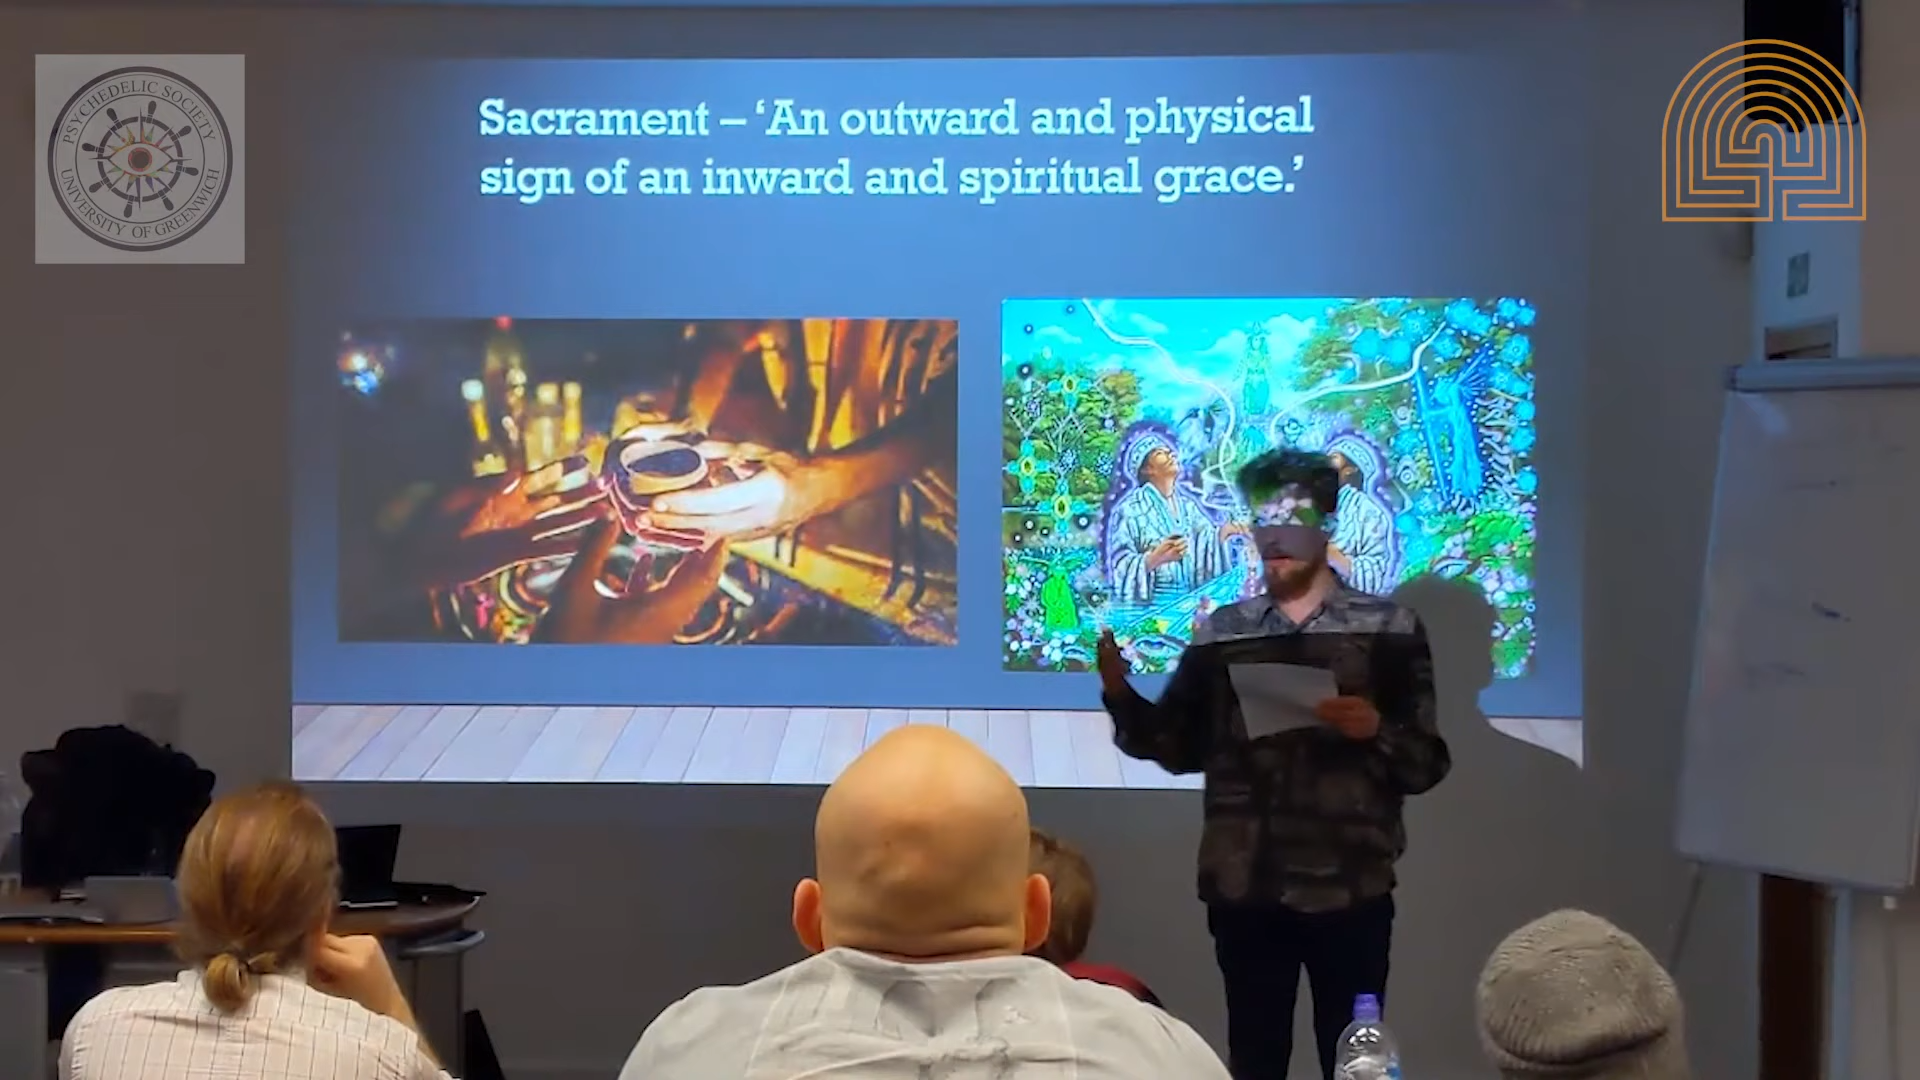 PSYCHEDELIC SOCIETY
UNIVERSITY OF GREENWICH
Sacrament – ‘An outward and physical
sign of an inward and spiritual grace.’